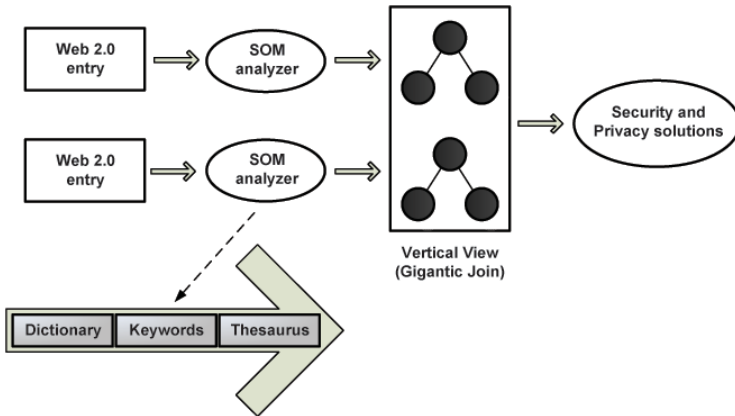 Web 2.0
entry
SOM
analyzer
Web 2.0
entry
SOM
analyzer
Security and
Privacy solutions
Vertical View
(Gigantic Join)
Dictionary
Keywords
Thesaurus